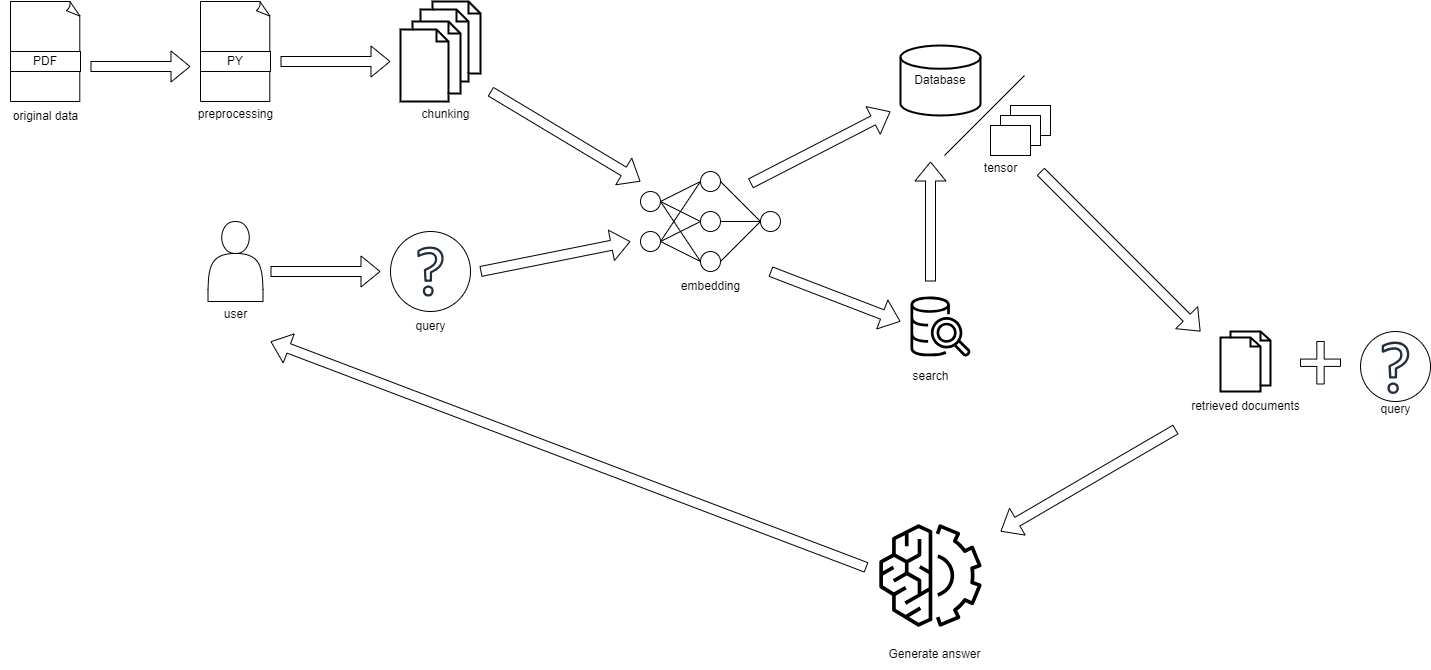 PDF
PY
original data
preprocessing
chunking
Database
tensor
user
query
embedding
search
retrieved documents
query
Generate answer